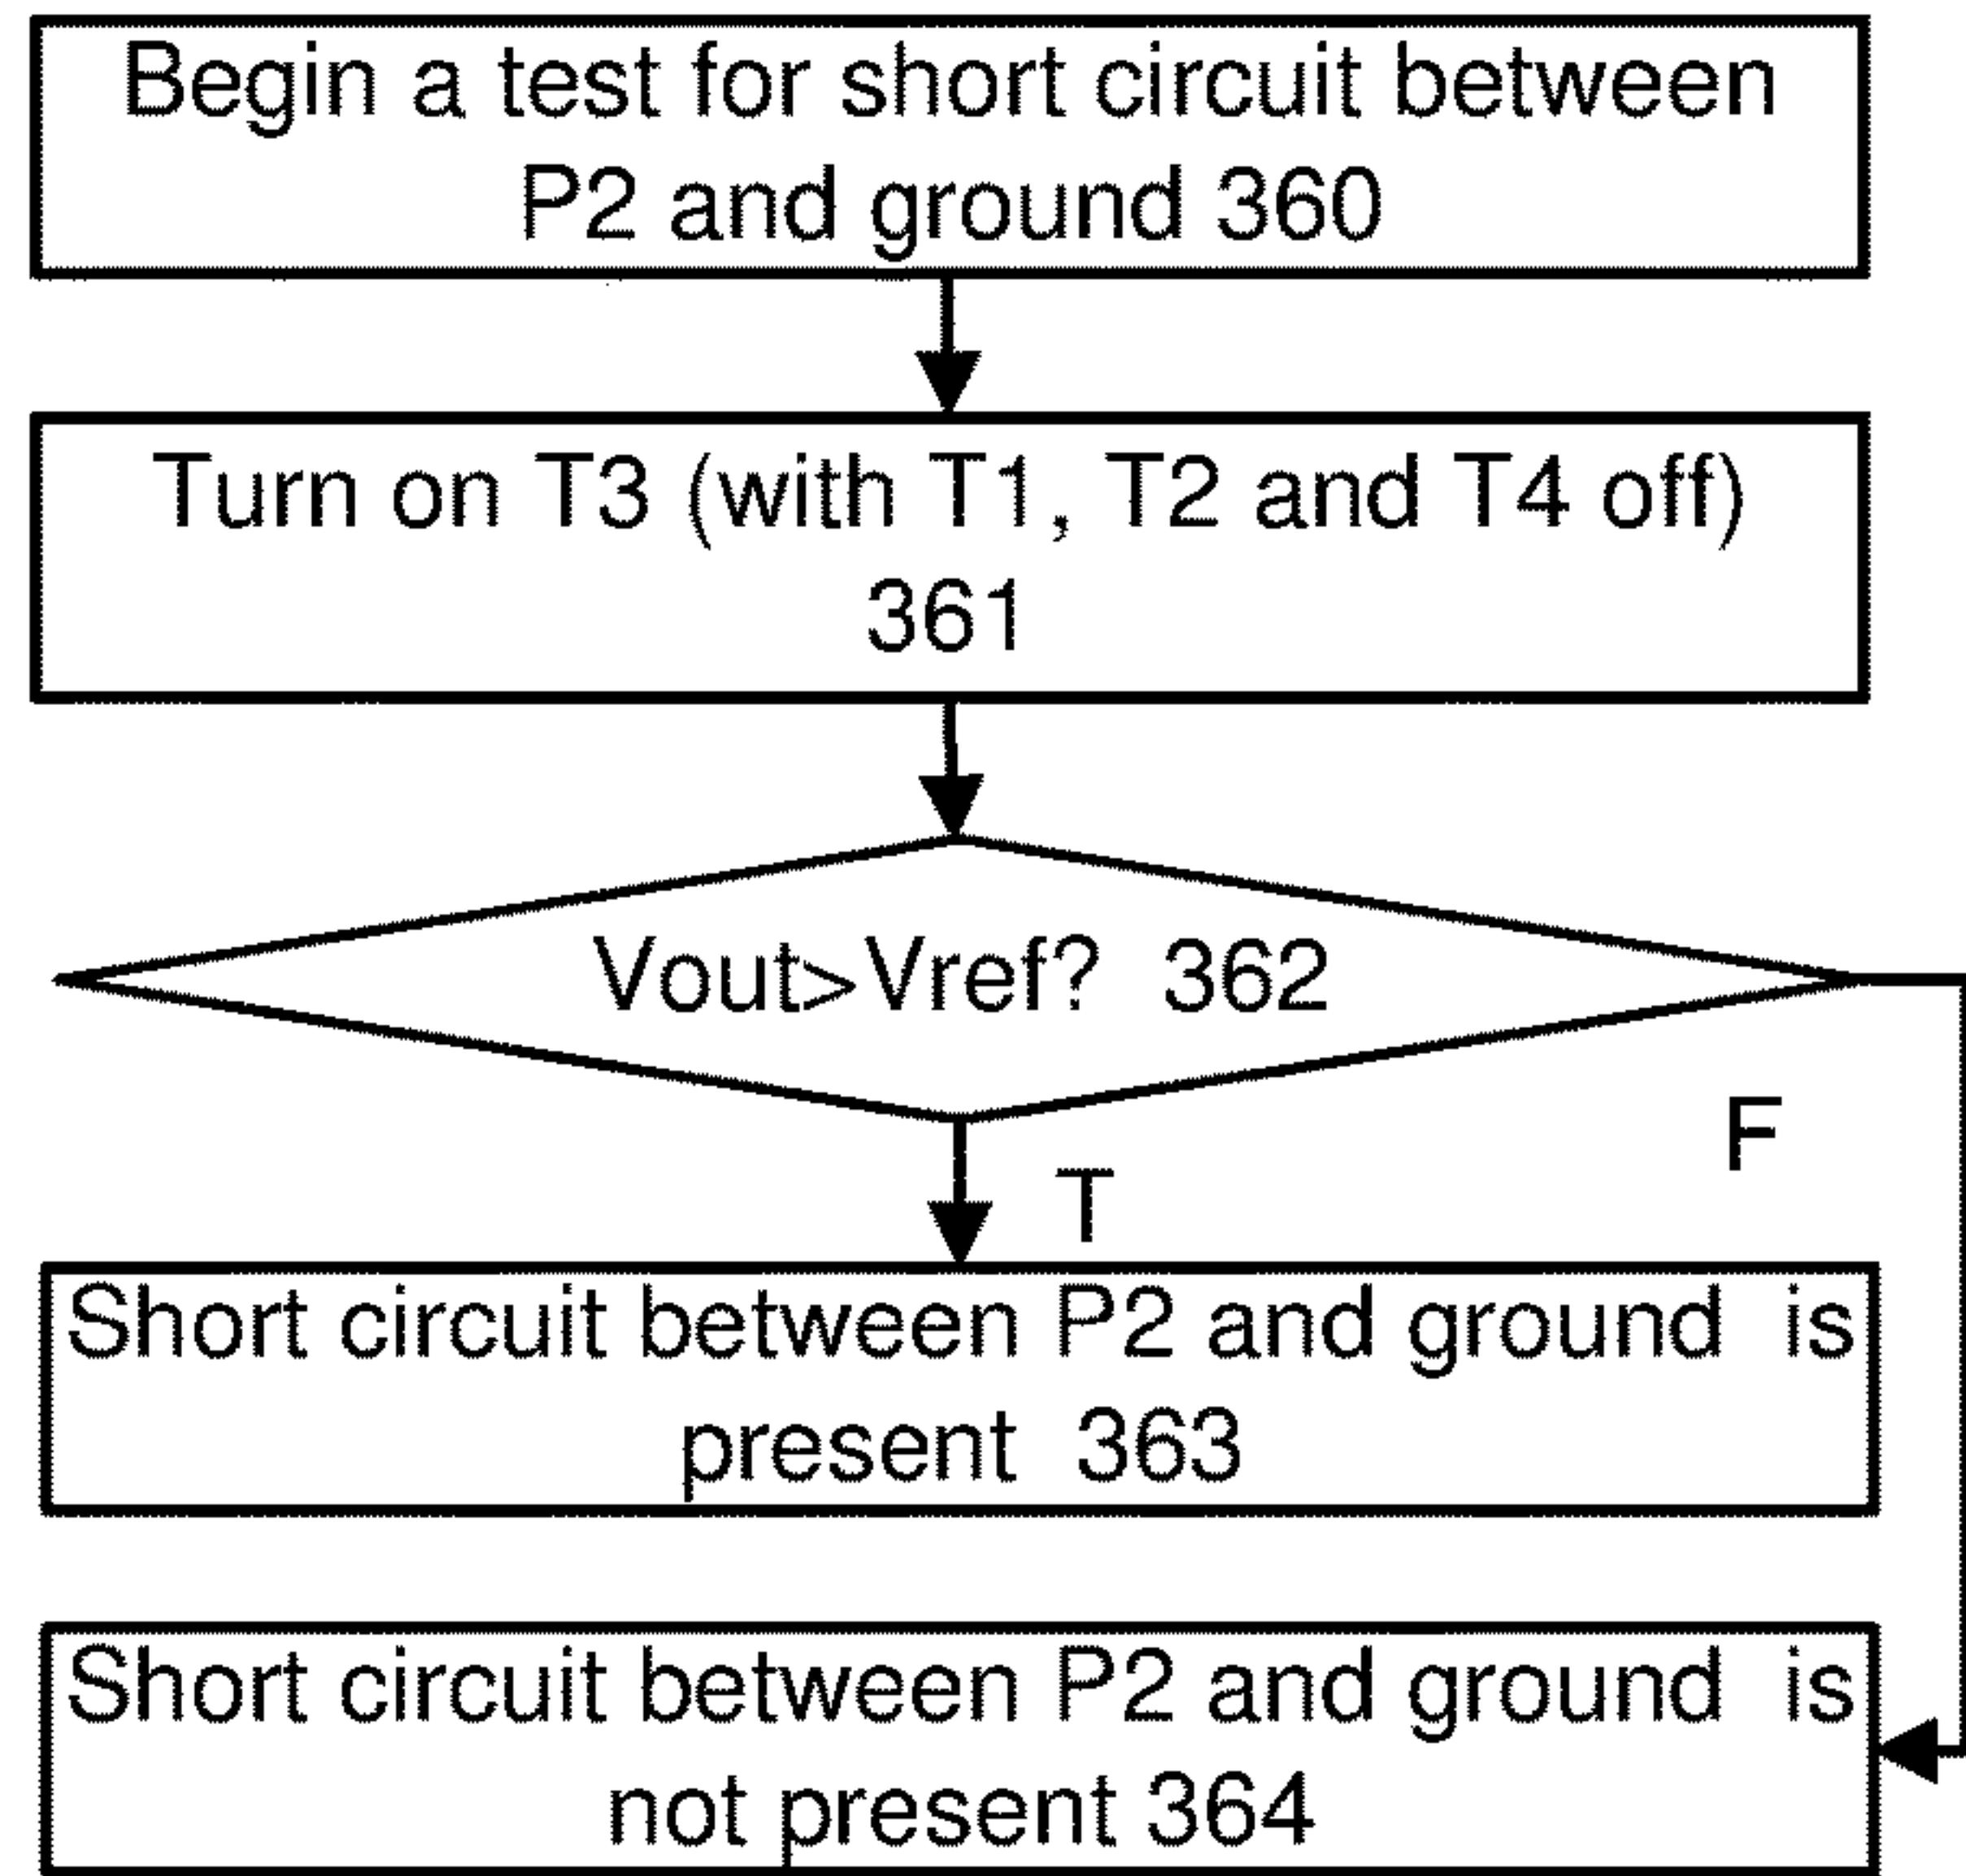 Begin a test for short circuit between
P2 and ground 360
Turn on T3 (with T1, T2 and T4 off)
361
Vout>Vref? 362
F
T
Short circuit between P2 and ground is
present 363
Short circuit between P2 and ground is
not present 364